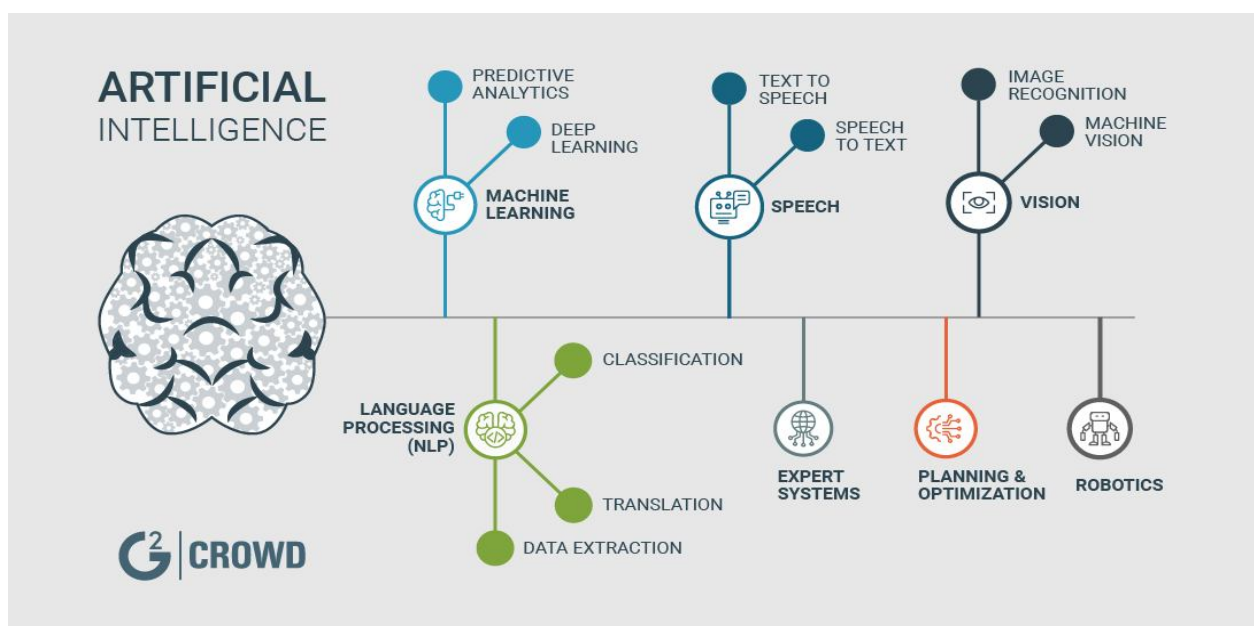 ARTIFICIAL
INTELLIGENCE
PREDICTIVE
ANALYTICS
DEEP
LEARNING
MACHINE
LEARNING
TEXT TO
SPEECH
SPEECH
TO TEXT
SPEECH
IMAGE
RECOGNITION
MACHINE
VISION
VISION
LANGUAGE
PROCESSING
(NLP)
CLASSIFICATION
TRANSLATION
DATA EXTRACTION
EXPERT
SYSTEMS
PLANNING &
OPTIMIZATION
ROBOTICS
G2 | CROWD